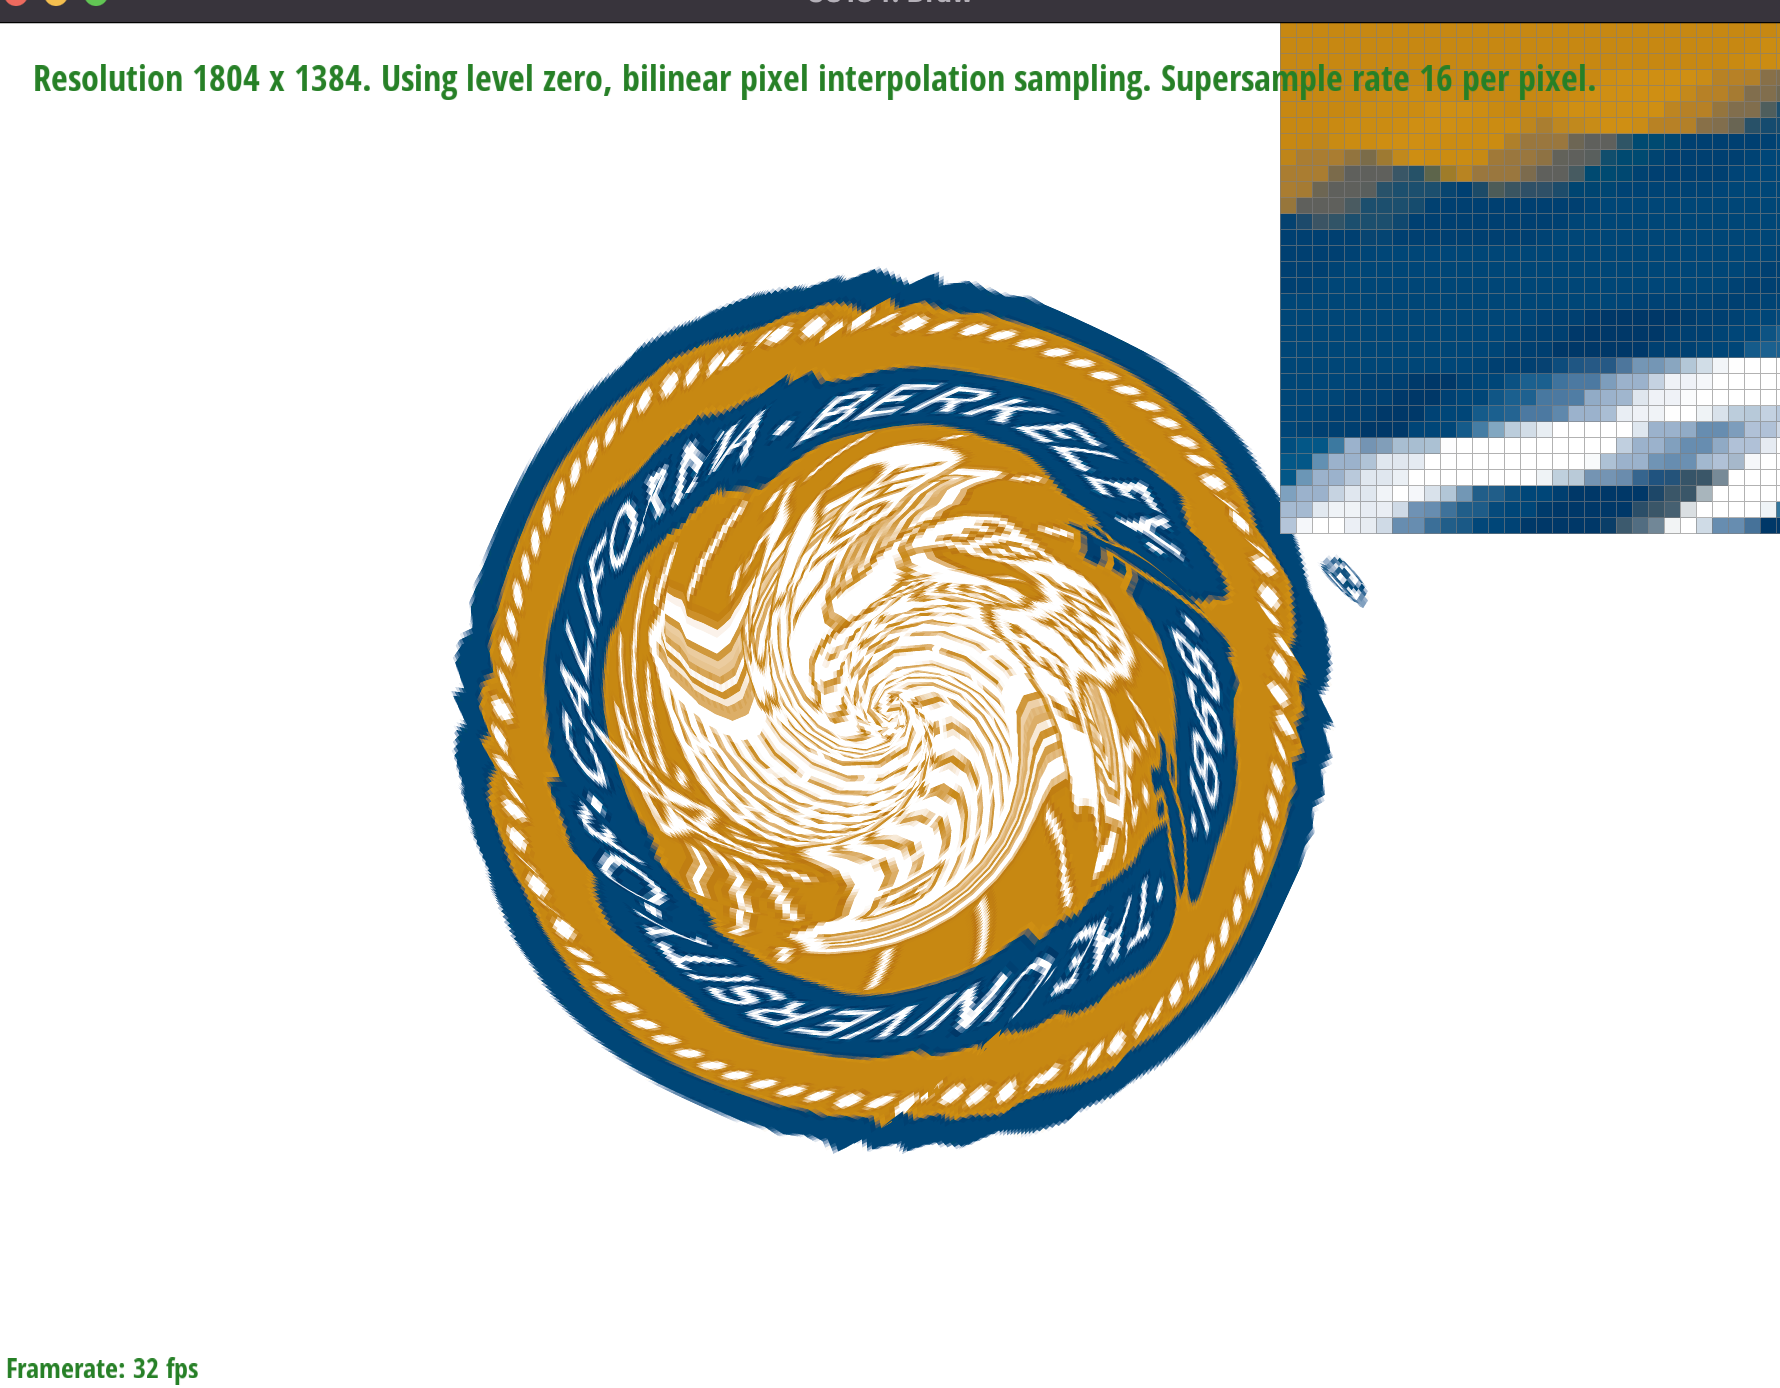 Resolution 1804 x 1384. Using level zero, bilinear pixel interpolation sampling. Supersample rate 16 per pixel.
·THE·UNIVERSITY·OF·CALIFORNIA·BERKELEY·
·1868·
Framerate: 32 fps